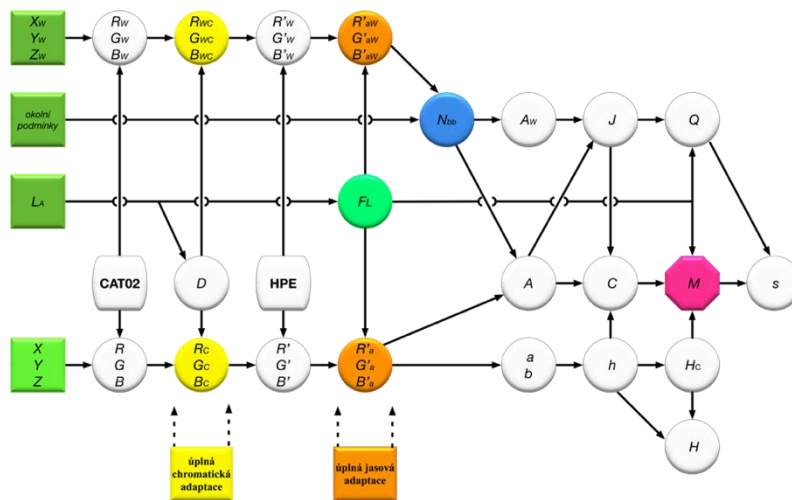 XW
YW
ZW
RW
GW
BW
RWC
GWC
BWC
R'W
G'W
B'W
R'aW
G'aW
B'aW
okolní
podmínky
Nbb
AW
J
Q
LA
FL
CAT02
D
HPE
A
C
M
s
X
Y
Z
R
G
B
RC
GC
BC
R'
G'
B'
R'a
G'a
B'a
a
b
h
HC
H
úplná
chromatická
adaptace
úplná jasová
adaptace